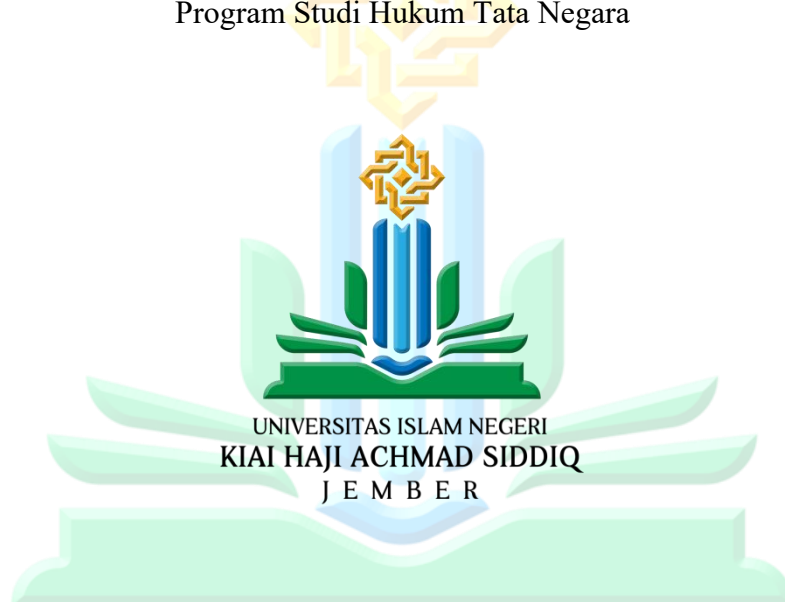 Program Studi Hukum Tata Negara
UNIVERSITAS ISLAM NEGERI
KIAI HAJI ACHMAD SIDDIQ
J E M B E R